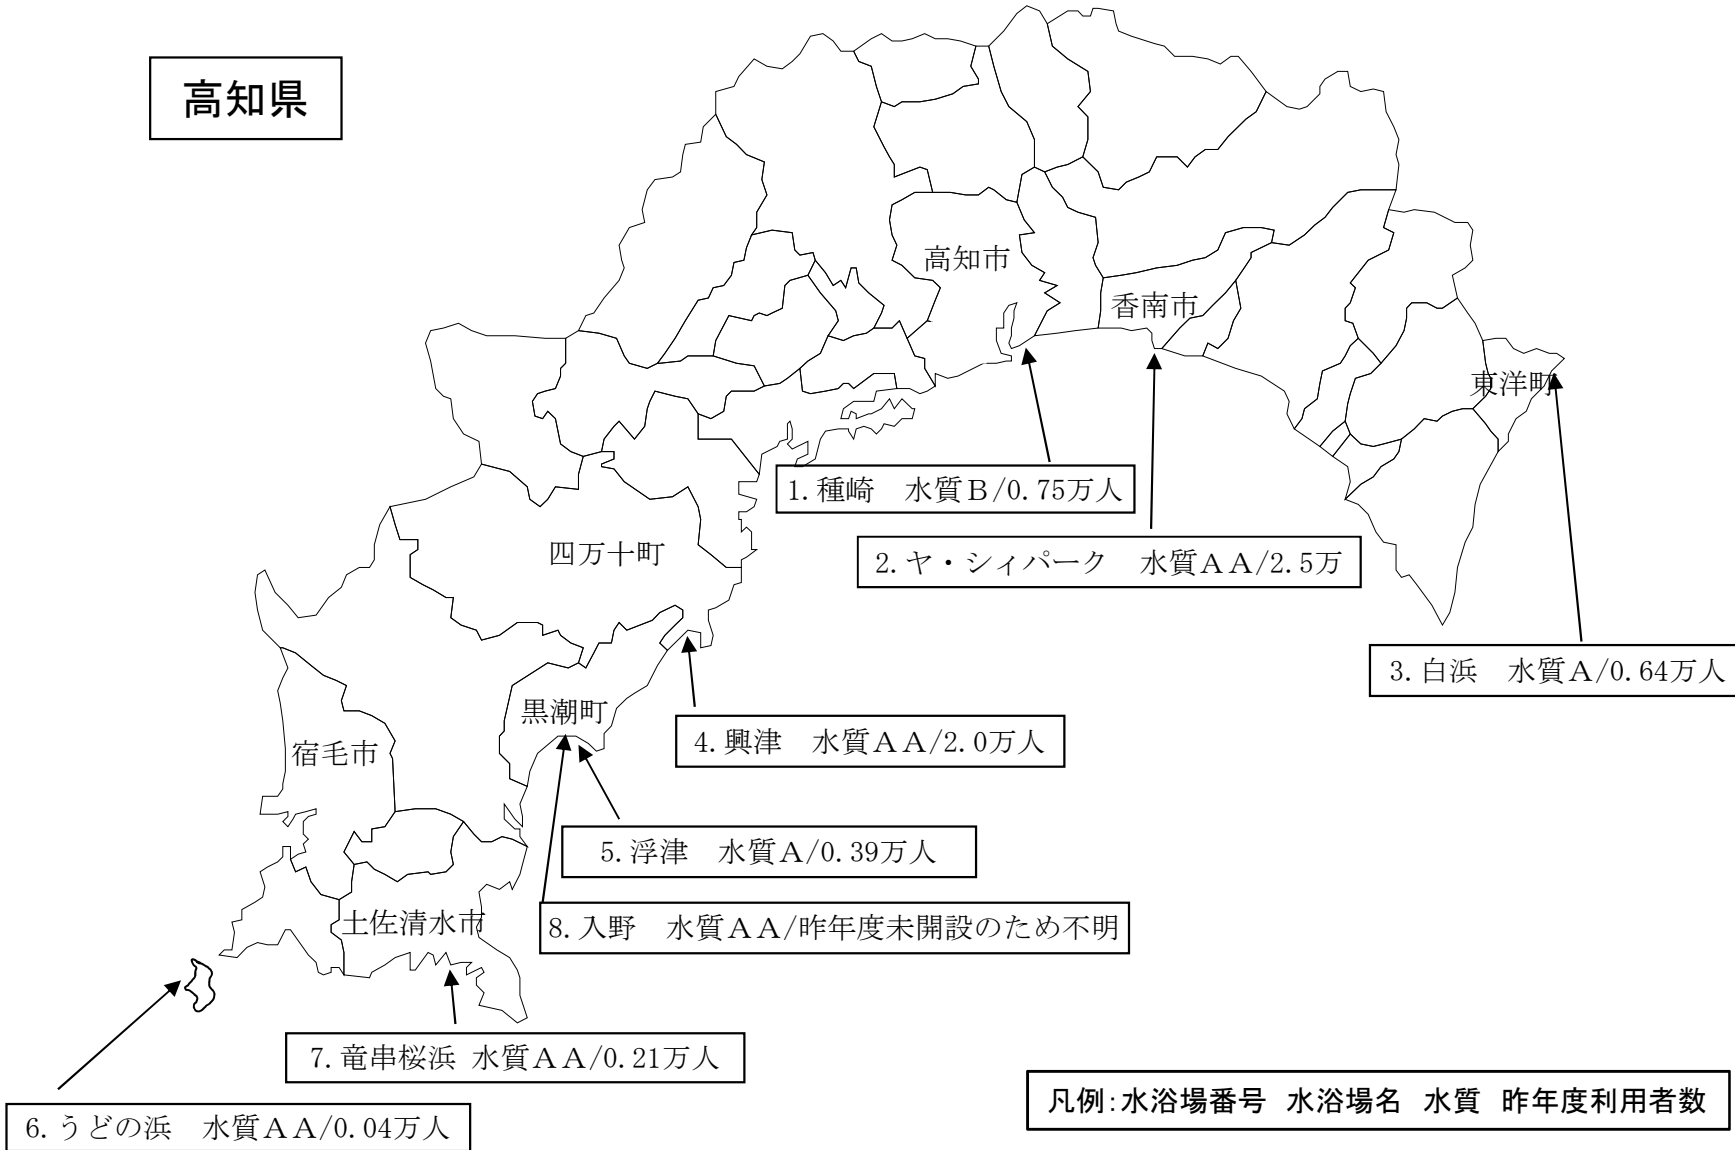 高知県
高知市
香南市
東洋町
1.種崎　水質Ｂ/0.75万人
2.ヤ・シィパーク　水質ＡＡ/2.5万
四万十町
3.白浜　水質Ａ/0.64万人
黒潮町
4.興津　水質ＡＡ/2.0万人
宿毛市
5.浮津　水質Ａ/0.39万人
土佐清水市
8.入野　水質ＡＡ/昨年度未開設のため不明
7.竜串桜浜 水質ＡＡ/0.21万人
6.うどの浜　水質ＡＡ/0.04万人
凡例:水浴場番号 水浴場名 水質 昨年度利用者数